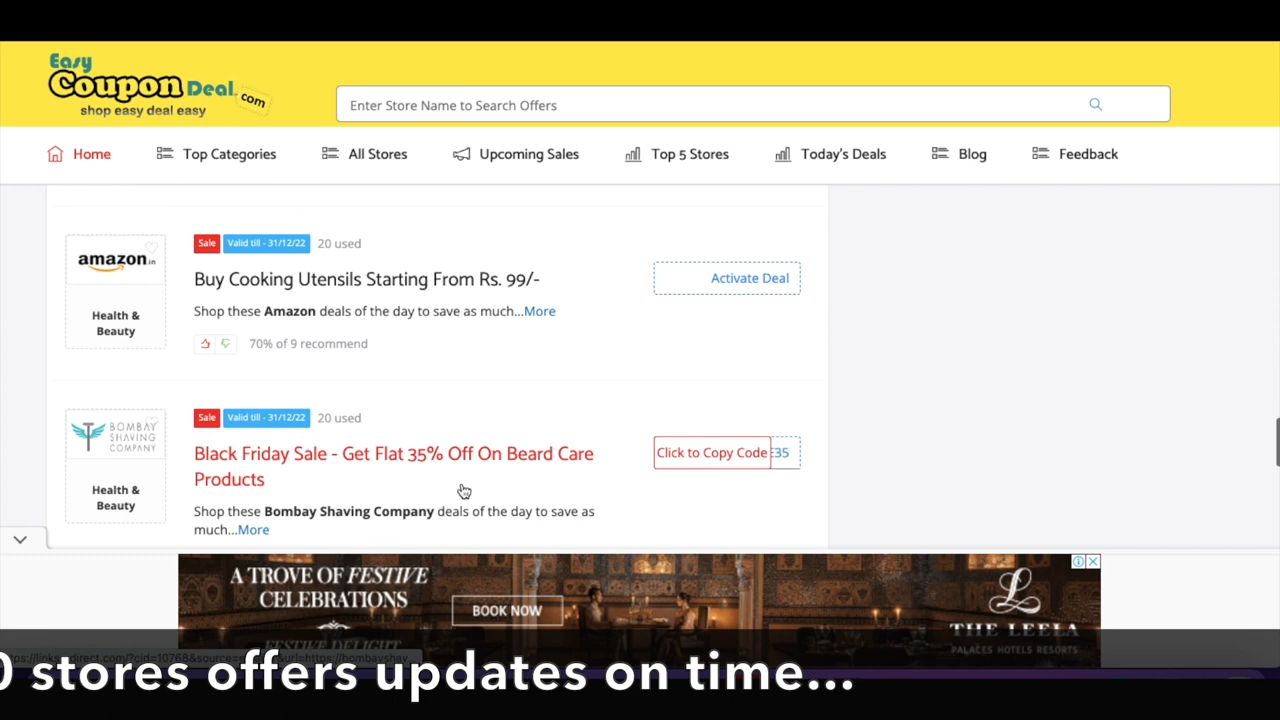 Easy
Coupon Deal.com
shop easy deal easy
Enter Store Name to Search Offers
Home Top Categories All Stores Upcoming Sales Top 5 Stores Today's Deals Blog Feedback
Sale Valid till - 31/12/22 20 used
amazon.in
Buy Cooking Utensils Starting From Rs. 99/-
Activate Deal
Health &
Beauty
Shop these Amazon deals of the day to save as much...More
70% of 9 recommend
Sale Valid till - 31/12/22 20 used
BOMBAY
SHAVING
COMPANY
Black Friday Sale - Get Flat 35% Off On Beard Care
Products
Click to Copy Code E35
Health &
Beauty
Shop these Bombay Shaving Company deals of the day to save as
much...More
A TROVE OF FESTIVE
CELEBRATIONS
BOOK NOW
THE LEELA
PALACES HOTELS RESORTS
0 stores offers updates on time...